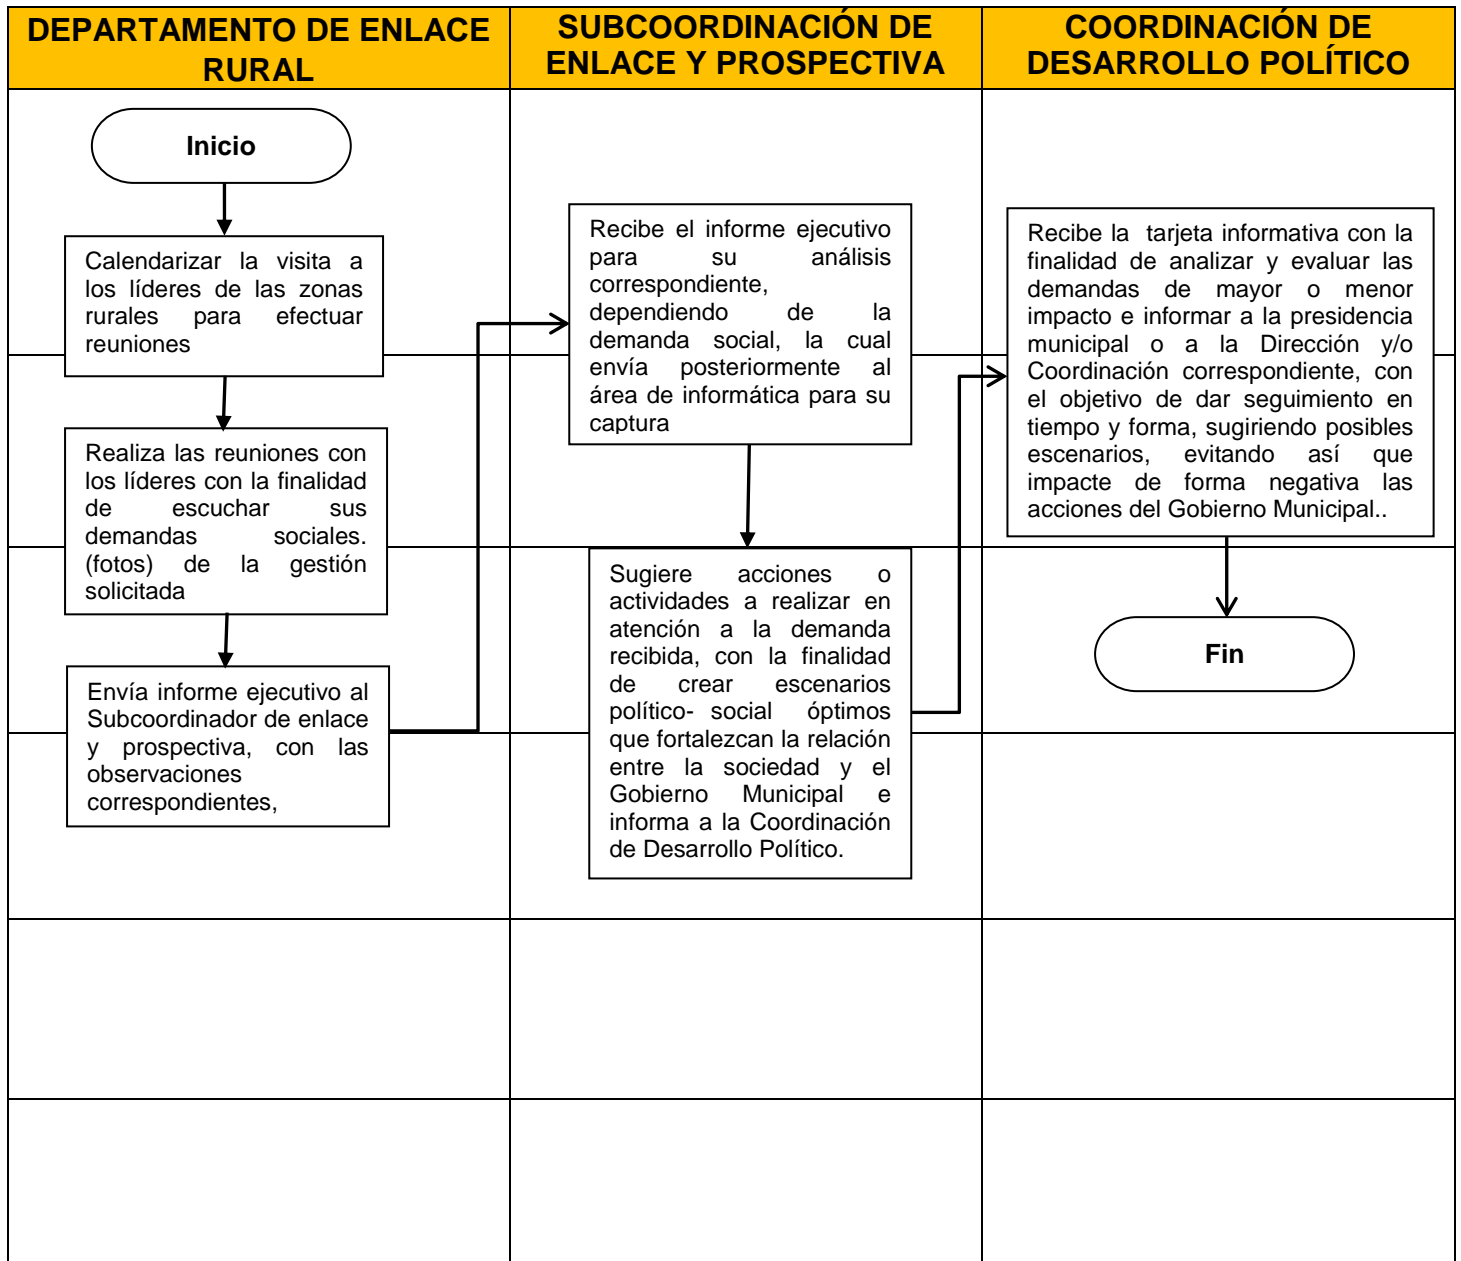 DEPARTAMENTO DE ENLACE
RURAL
SUBCOORDINACIÓN DE
ENLACE Y PROSPECTIVA
COORDINACIÓN DE
DESARROLLO POLÍTICO
Inicio
Calendarizar la visita a
los líderes de las zonas
rurales para efectuar
reuniones
Realiza las reuniones con
los líderes con la finalidad
de escuchar sus
demandas sociales.
(fotos) de la gestión
solicitada
Envía informe ejecutivo al
Subcoordinador de enlace
y prospectiva, con las
observaciones
correspondientes,
Recibe el informe ejecutivo
para su análisis
correspondiente,
dependiendo de la
demanda social, la cual
envía posteriormente al
área de informática para su
captura
Sugiere acciones o
actividades a realizar en
atención a la demanda
recibida, con la finalidad
de crear escenarios
político- social óptimos
que fortalezcan la relación
entre la sociedad y el
Gobierno Municipal e
informa a la Coordinación
de Desarrollo Político.
Recibe la tarjeta informativa con la
finalidad de analizar y evaluar las
demandas de mayor o menor
impacto e informar a la presidencia
municipal o a la Dirección y/o
Coordinación correspondiente, con
el objetivo de dar seguimiento en
tiempo y forma, sugiriendo posibles
escenarios, evitando así que
impacte de forma negativa las
acciones del Gobierno Municipal..
Fin